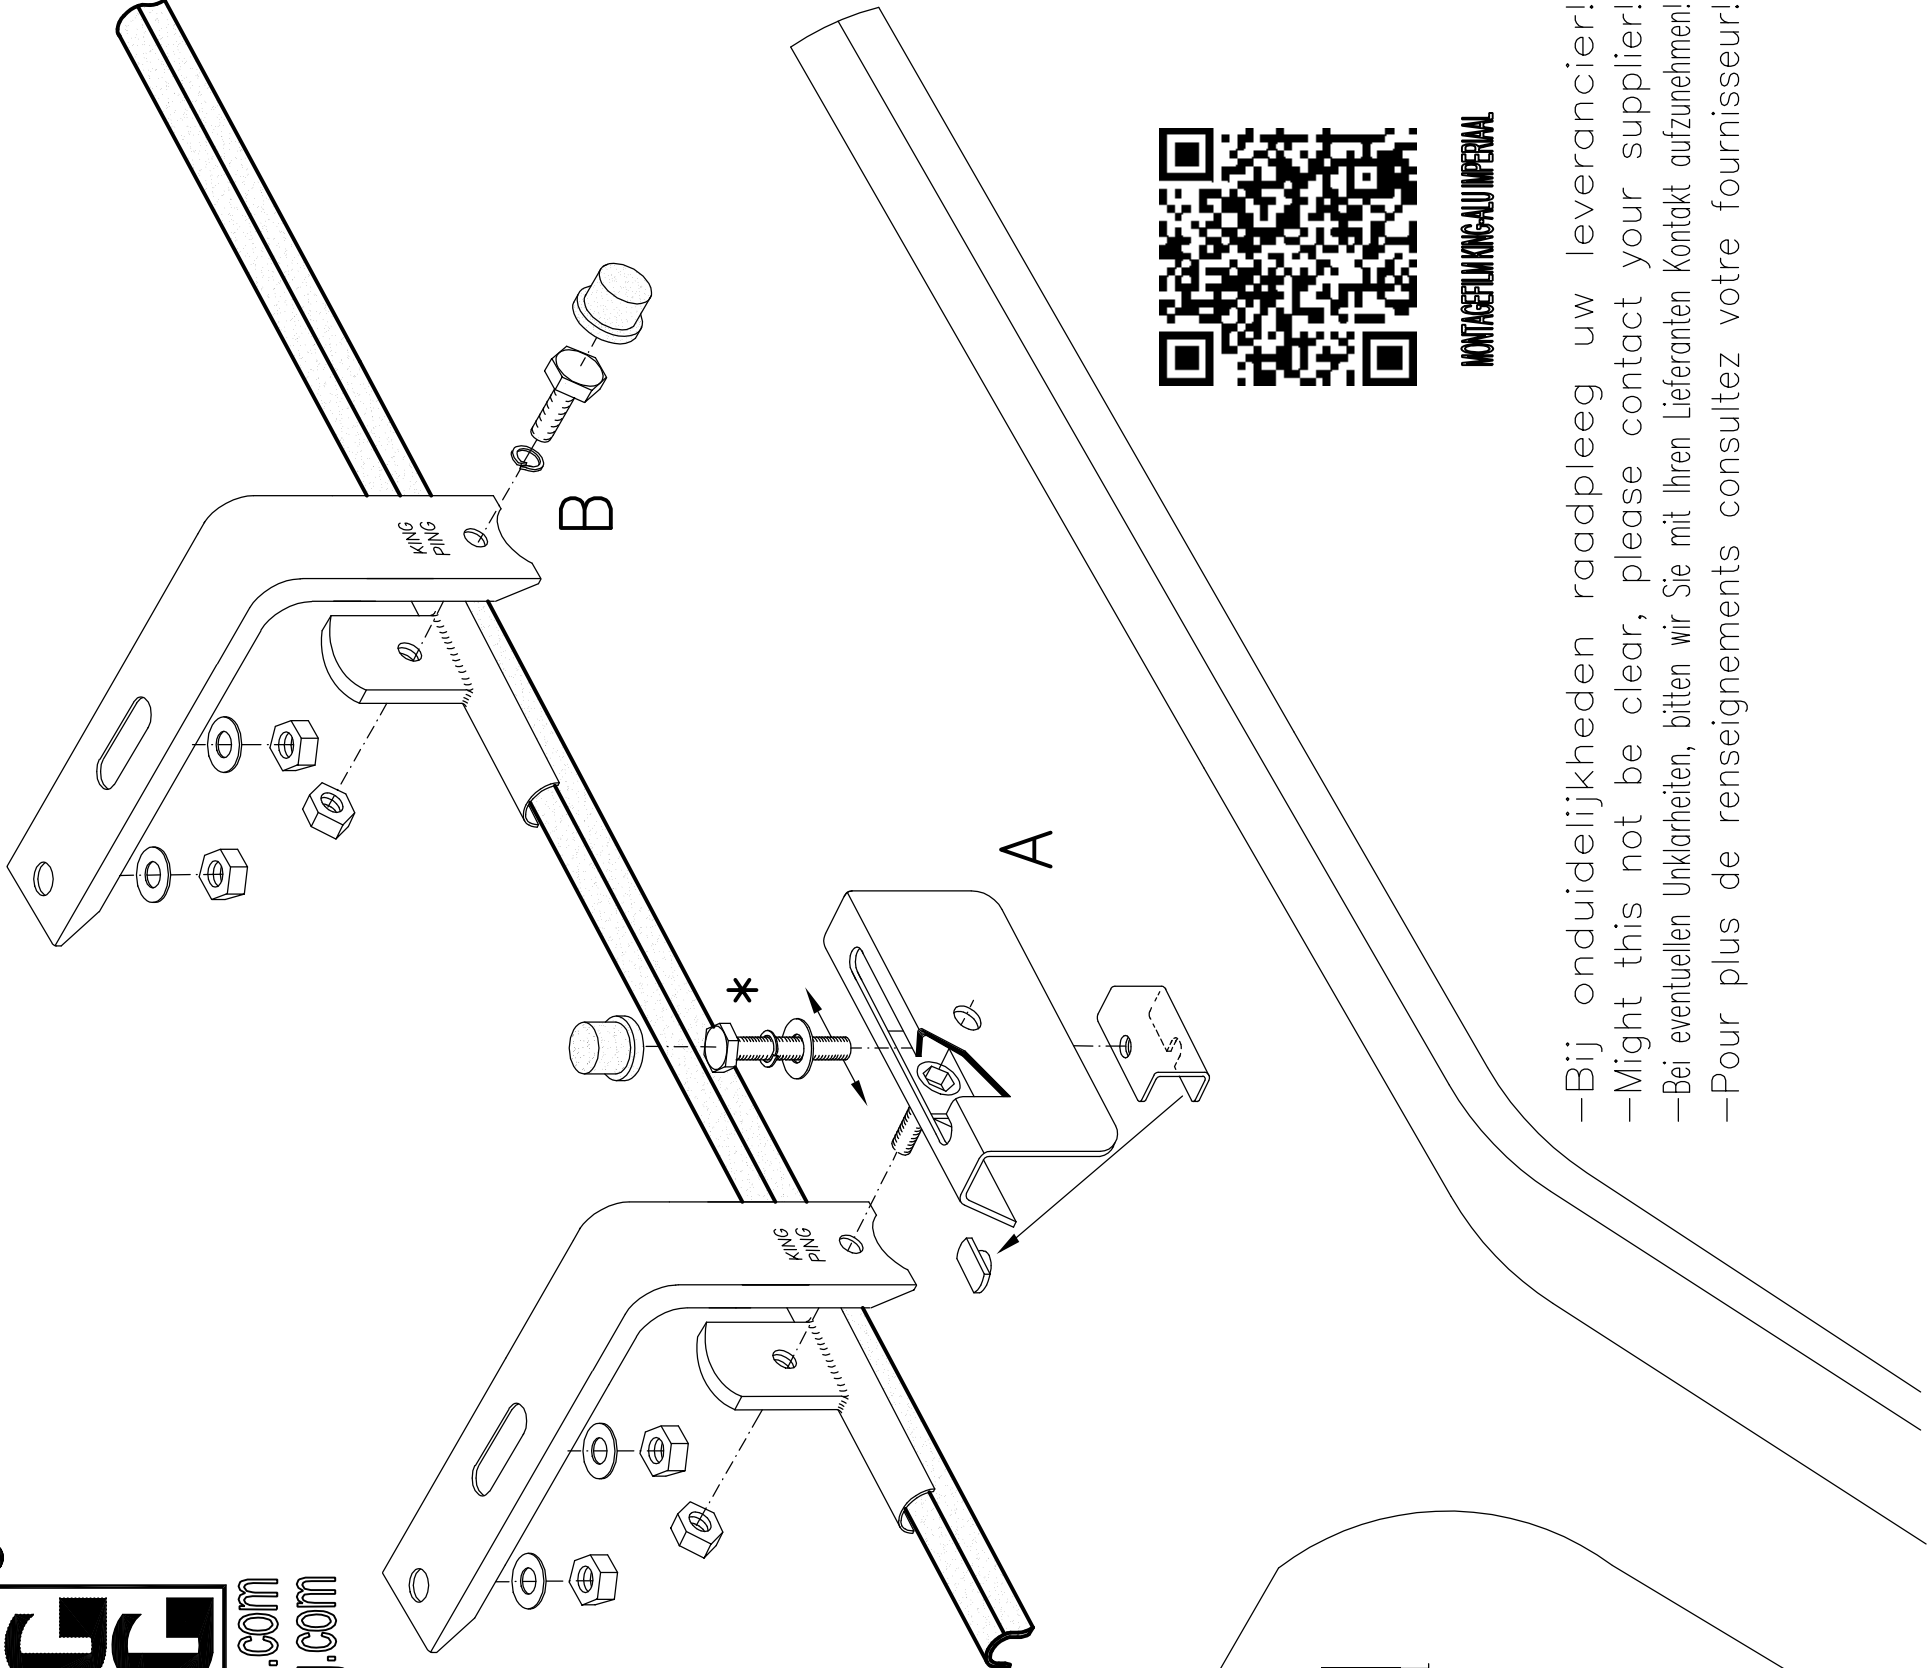 KING
PING
B
*
A
KING
PING
MONTAGEFILM KING-ALU IMPERIAAL
–Bij onduidelijkheden raadpleeg uw leverancier!
–Might this not be clear, please contact your supplier!
–Bei eventuellen Unklarheiten, bitten wir Sie mit Ihren Lieferanten Kontakt aufzunehmen!
–Pour plus de renseignements consultez votre fournisseur!
.com
.com